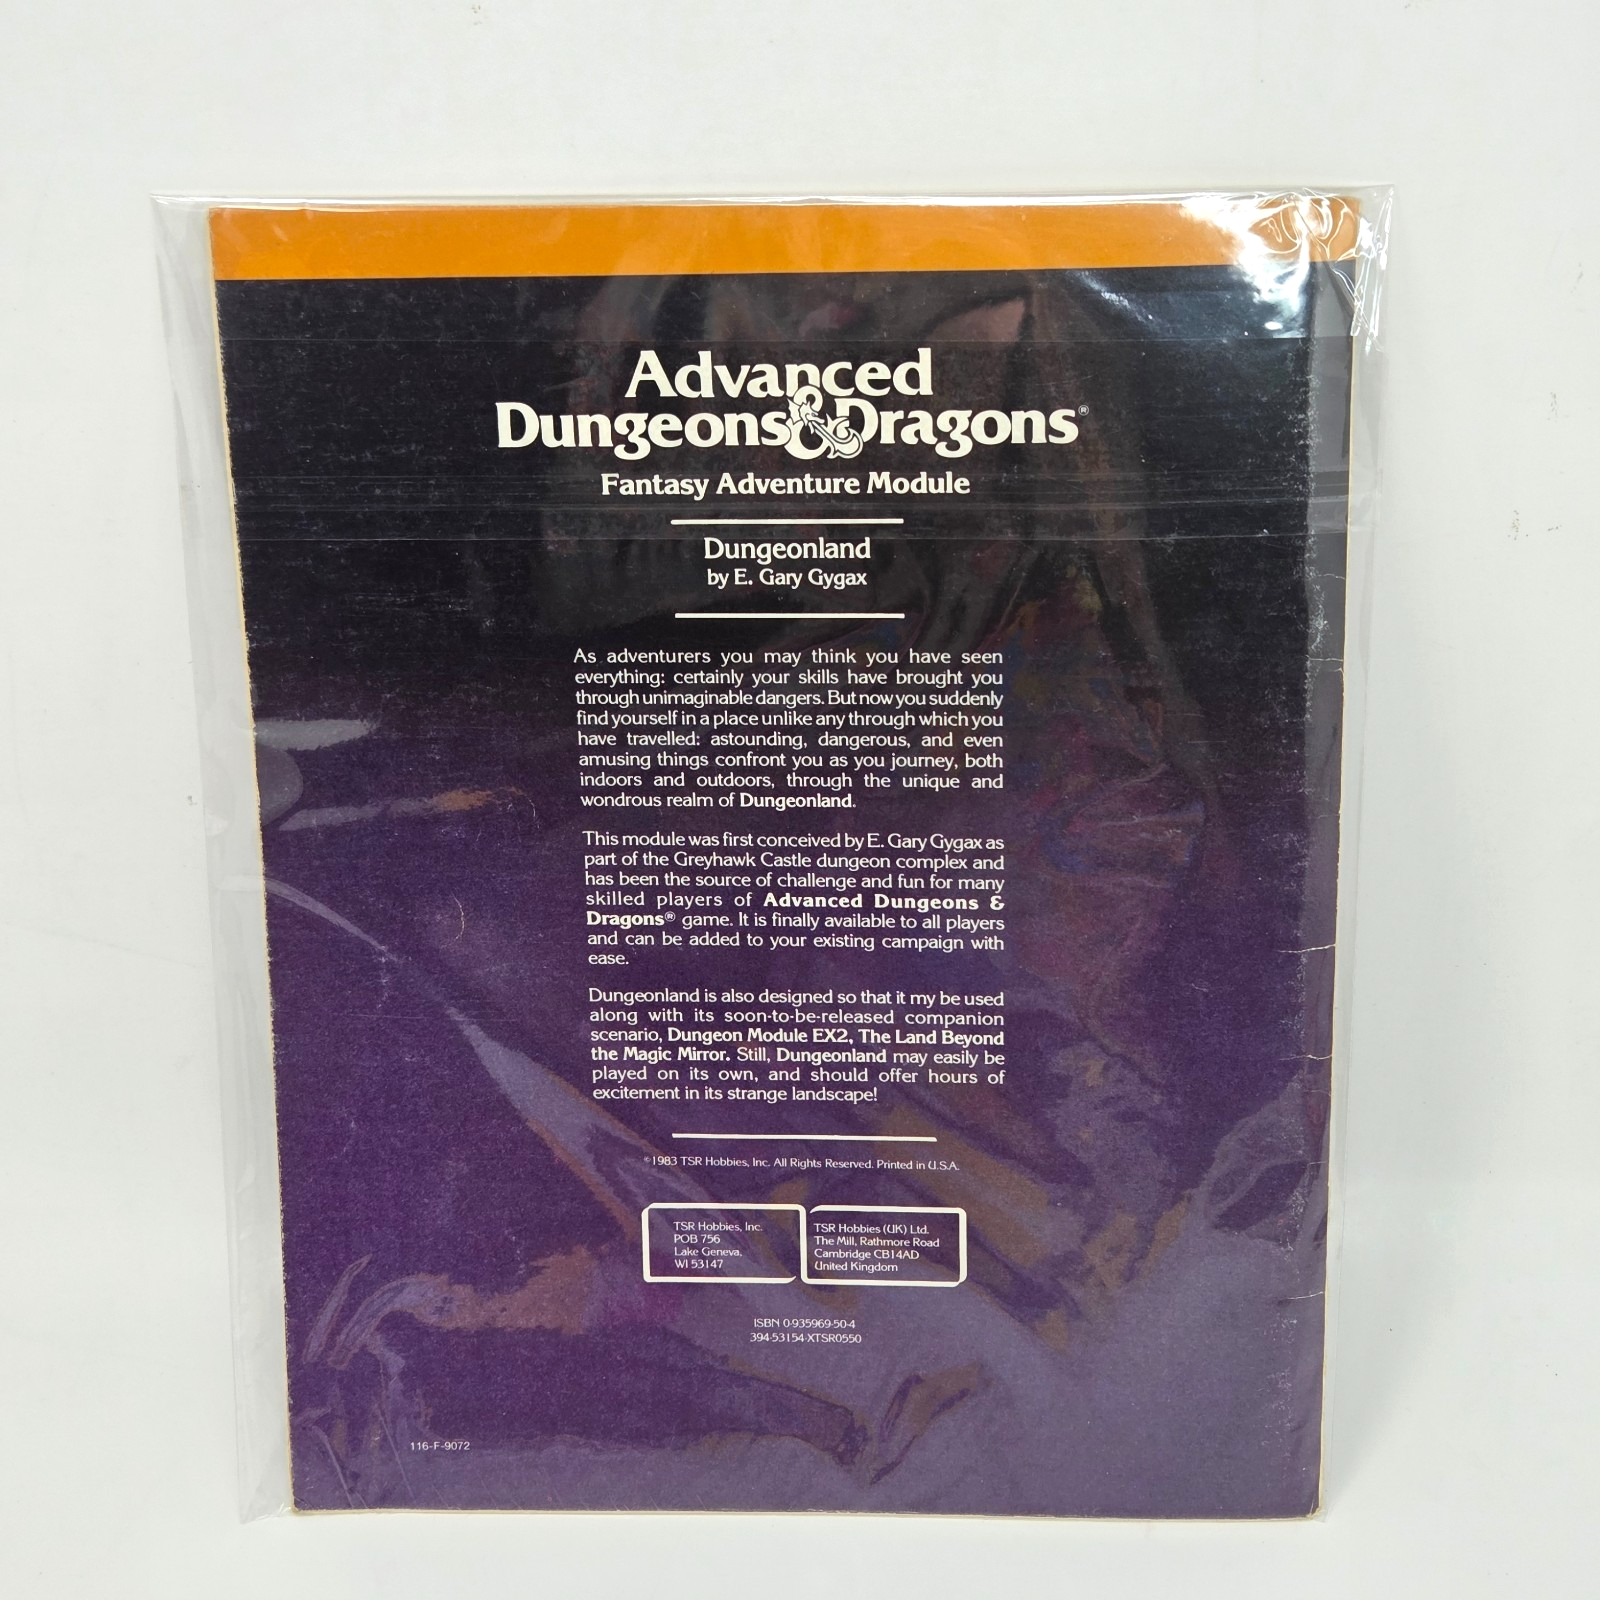 Advanced
Dungeons & Dragons®
Fantasy Adventure Module
Dungeonland
by E. Gary Gygax
As adventurers you may think you have seen
everything: certainly your skills have brought you
through unimaginable dangers. But now you suddenly
find yourself in a place unlike any through which you
have travelled: astounding, dangerous, and even
amusing things confront you as you journey, both
indoors and outdoors, through the unique and
wondrous realm of Dungeonland.
This module was first conceived by E. Gary Gygax as
part of the Greyhawk Castle dungeon complex and
has been the source of challenge and fun for many
skilled players of Advanced Dungeons &
Dragons® game. It is finally available to all players
and can be added to your existing campaign with
ease.
Dungeonland is also designed so that it my be used
along with its soon-to-be-released companion
scenario, Dungeon Module EX2, The Land Beyond
the Magic Mirror. Still, Dungeonland may easily be
played on its own, and should offer hours of
excitement in its strange landscape!
©1983 TSR Hobbies, Inc. All Rights Reserved. Printed in U.S.A.
TSR Hobbies, Inc.
POB 756
Lake Geneva,
WI 53147
TSR Hobbies (UK) Ltd.
The Mill, Rathmore Road
Cambridge CB14AD
United Kingdom
ISBN 0-935969-50-4
394-53154-XTSR0550
116-F-9072